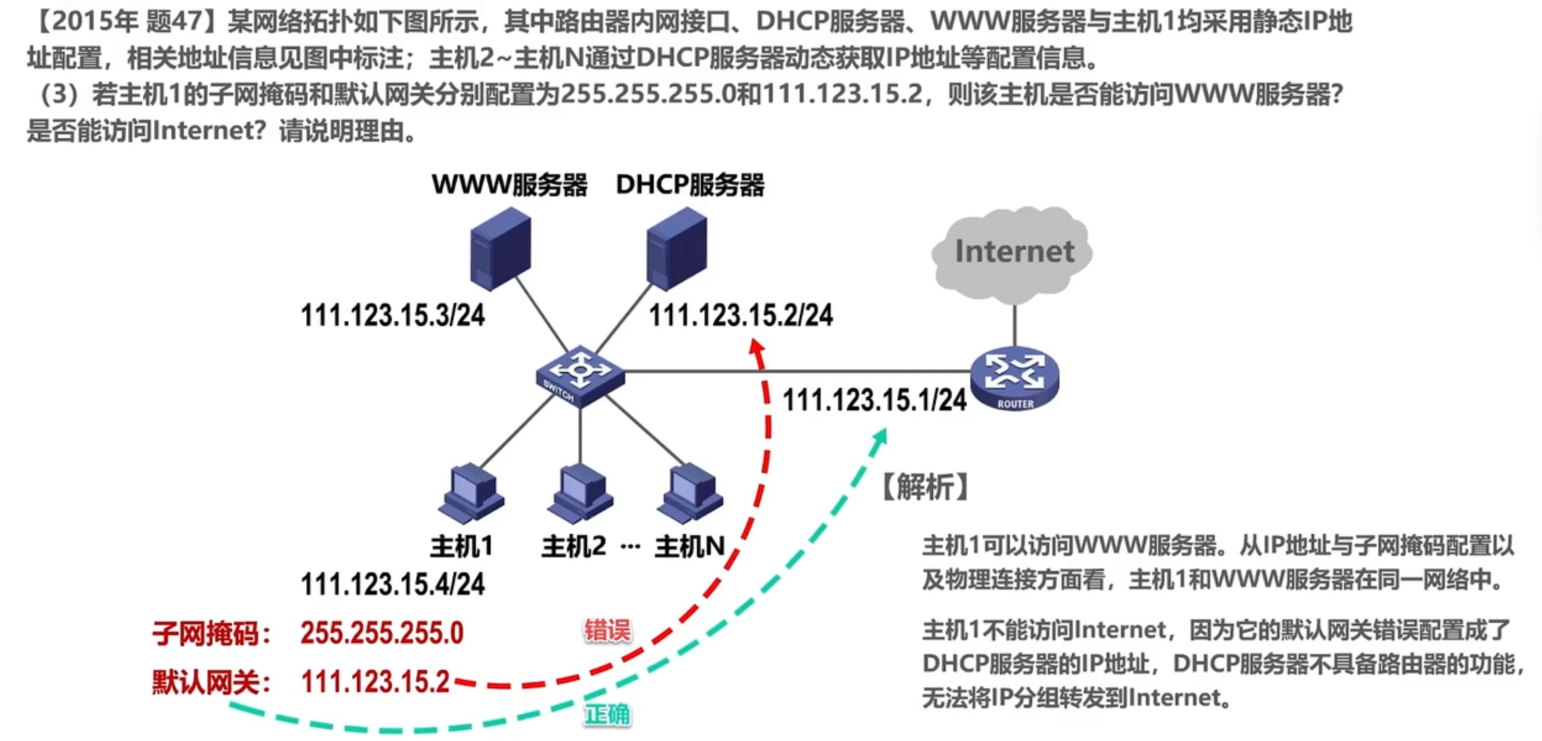 【2015年 题47】某网络拓扑如下图所示，其中路由器内网接口、DHCP服务器、WWW服务器与主机1均采用静态IP地
址配置，相关地址信息见图中标注；主机2~主机N通过DHCP服务器动态获取IP地址等配置信息。
（3）若主机1的子网掩码和默认网关分别配置为255.255.255.0和111.123.15.2，则该主机是否能访问WWW服务器？
是否能访问Internet？请说明理由。
WWW服务器 DHCP服务器
Internet
111.123.15.3/24 111.123.15.2/24
SWITCH
111.123.15.1/24
ROUTER
【解析】
主机1 主机2 … 主机N
111.123.15.4/24
子网掩码： 255.255.255.0
错误
默认网关： 111.123.15.2
正确
主机1可以访问WWW服务器。从IP地址与子网掩码配置以
及物理连接方面看，主机1和WWW服务器在同一网络中。
主机1不能访问Internet，因为它的默认网关错误配置成了
DHCP服务器的IP地址，DHCP服务器不具备路由器的功能，
无法将IP分组转发到Internet。